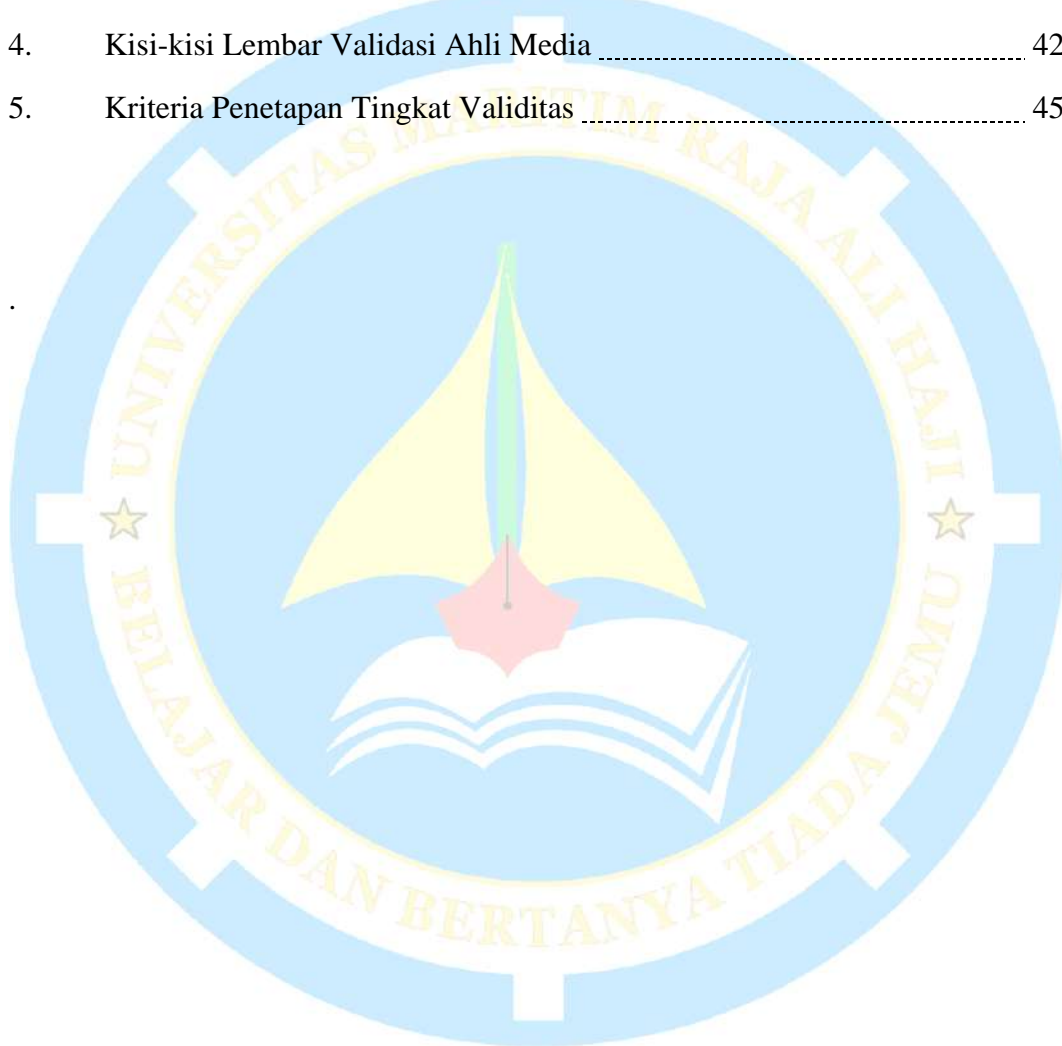 4. Kisi-kisi Lembar Validasi Ahli Media 42
5. Kriteria Penetapan Tingkat Validitas 45
.
UNIVERSITAS MARITIM RAJA ALI HAJI
BELAJAR DAN BERTANYA TIADA JEMU